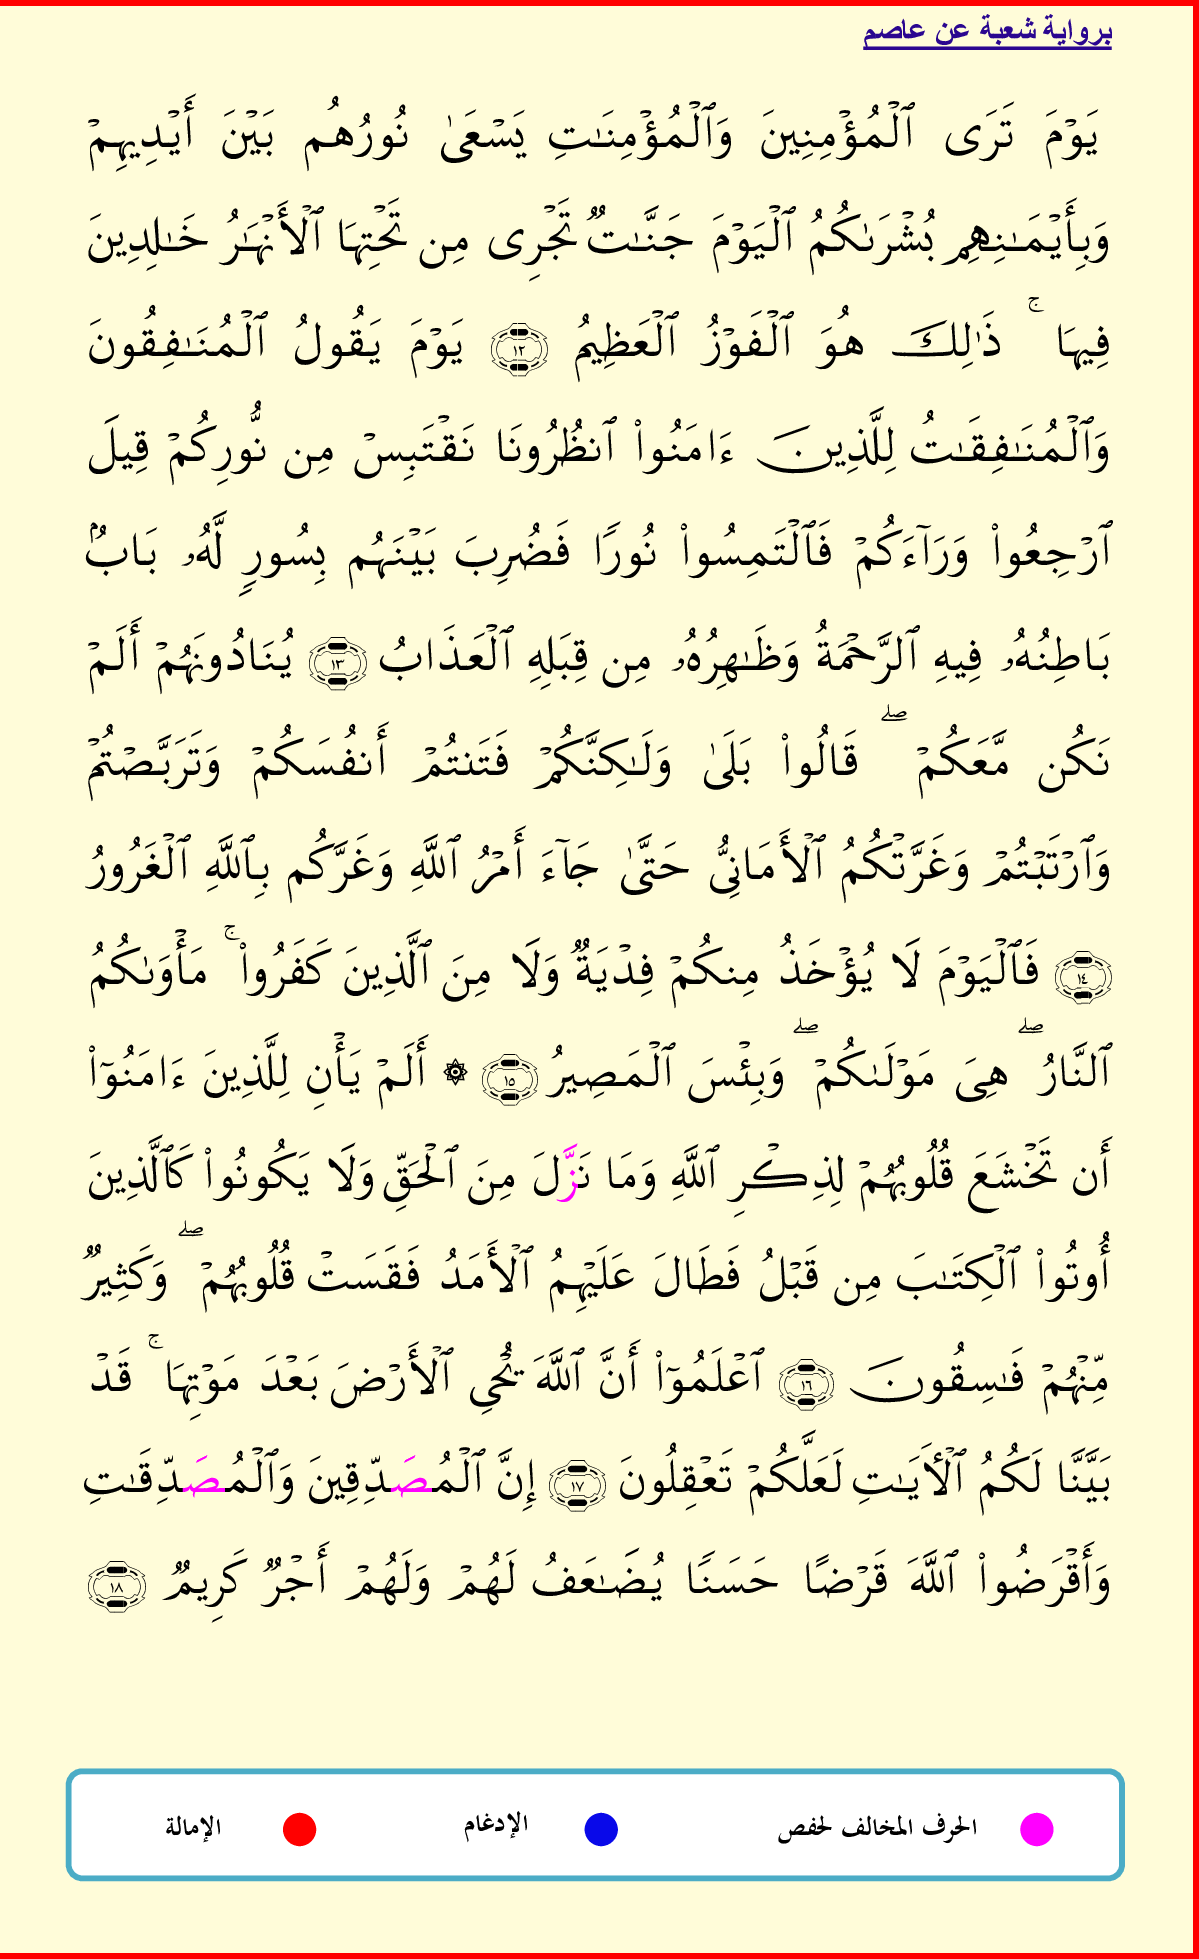 برواية شعبة عن عاصم
يَوۡمَ تَرَى ٱلۡمُؤۡمِنِينَ وَٱلۡمُؤۡمِنَٰتِ يَسۡعَىٰ نُورُهُم بَيۡنَ أَيۡدِيهِمۡ
وَبِأَيۡمَٰنِهِم بُشۡرَىٰكُمُ ٱلۡيَوۡمَ جَنَّٰتٞ تَجۡرِي مِن تَحۡتِهَا ٱلۡأَنۡهَٰرُ خَٰلِدِينَ
فِيهَاۚ ذَٰلِكَ هُوَ ٱلۡفَوۡزُ ٱلۡعَظِيمُ ١٢ يَوۡمَ يَقُولُ ٱلۡمُنَٰفِقُونَ
وَٱلۡمُنَٰفِقَٰتُ لِلَّذِينَ ءَامَنُواْ ٱنظُرُونَا نَقۡتَبِسۡ مِن نُّورِكُمۡ قِيلَ
ٱرۡجِعُواْ وَرَآءَكُمۡ فَٱلۡتَمِسُواْ نُورٗا فَضُرِبَ بَيۡنَهُم بِسُورٖ لَّهُۥ بَابُۢ
بَاطِنُهُۥ فِيهِ ٱلرَّحۡمَةُ وَظَٰهِرُهُۥ مِن قِبَلِهِ ٱلۡعَذَابُ ١٣ يُنَادُونَهُمۡ أَلَمۡ
نَكُن مَّعَكُمۡۖ قَالُواْ بَلَىٰ وَلَٰكِنَّكُمۡ فَتَنتُمۡ أَنفُسَكُمۡ وَتَرَبَّصۡتُمۡ
وَٱرۡتَبۡتُمۡ وَغَرَّتۡكُمُ ٱلۡأَمَانِيُّ حَتَّىٰ جَآءَ أَمۡرُ ٱللَّهِ وَغَرَّكُم بِٱللَّهِ ٱلۡغَرُورُ
١٤ فَٱلۡيَوۡمَ لَا يُؤۡخَذُ مِنكُمۡ فِدۡيَةٞ وَلَا مِنَ ٱلَّذِينَ كَفَرُواْۚ مَأۡوَىٰكُمُ
ٱلنَّارُۖ هِيَ مَوۡلَىٰكُمۡۖ وَبِئۡسَ ٱلۡمَصِيرُ ١٥ ۞ أَلَمۡ يَأۡنِ لِلَّذِينَ ءَامَنُوٓاْ
أَن تَخۡشَعَ قُلُوبُهُمۡ لِذِكۡرِ ٱللَّهِ وَمَا نَزَّلَ مِنَ ٱلۡحَقِّ وَلَا يَكُونُواْ كَٱلَّذِينَ
أُوتُواْ ٱلۡكِتَٰبَ مِن قَبۡلُ فَطَالَ عَلَيۡهِمُ ٱلۡأَمَدُ فَقَسَتۡ قُلُوبُهُمۡۖ وَكَثِيرٞ
مِّنۡهُمۡ فَٰسِقُونَ ١٦ ٱعۡلَمُوٓاْ أَنَّ ٱللَّهَ يُحۡيِ ٱلۡأَرۡضَ بَعۡدَ مَوۡتِهَاۚ قَدۡ
بَيَّنَّا لَكُمُ ٱلۡأٓيَٰتِ لَعَلَّكُمۡ تَعۡقِلُونَ ١٧ إِنَّ ٱلۡمُصَدِّقِينَ وَٱلۡمُصَدِّقَٰتِ
وَأَقۡرَضُواْ ٱللَّهَ قَرۡضًا حَسَنٗا يُضَٰعَفُ لَهُمۡ وَلَهُمۡ أَجۡرٞ كَرِيمٞ ١٨
الحرف المخالف لحفص الإدغام الإمالة